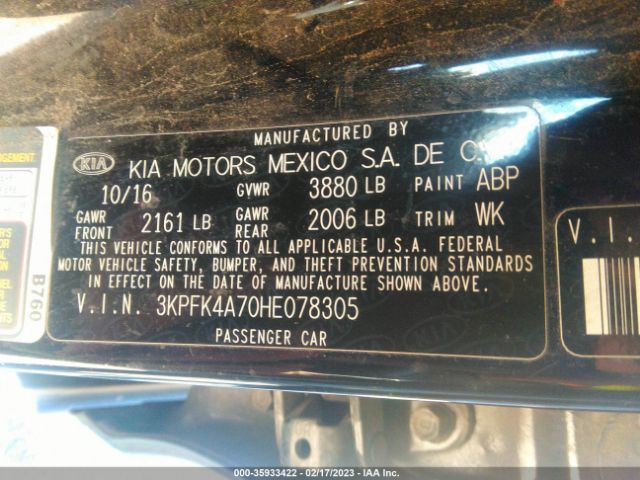 MANUFACTURED BY
KIA KIA MOTORS MEXICO S.A. DE C.V
10/16 GVWR 3880 LB PAINT ABP
GAWR FRONT 2161 LB GAWR REAR 2006 LB TRIM WK
THIS VEHICLE CONFORMS TO ALL APPLICABLE U.S.A. FEDERAL
MOTOR VEHICLE SAFETY, BUMPER, AND THEFT PREVENTION STANDARDS
IN EFFECT ON THE DATE OF MANUFACTURE SHOWN ABOVE.
V.I.N. 3KPFK4A70HE078305
PASSENGER CAR
B760
V.I.
000-35933422 - 02/17/2023 - IAA Inc.